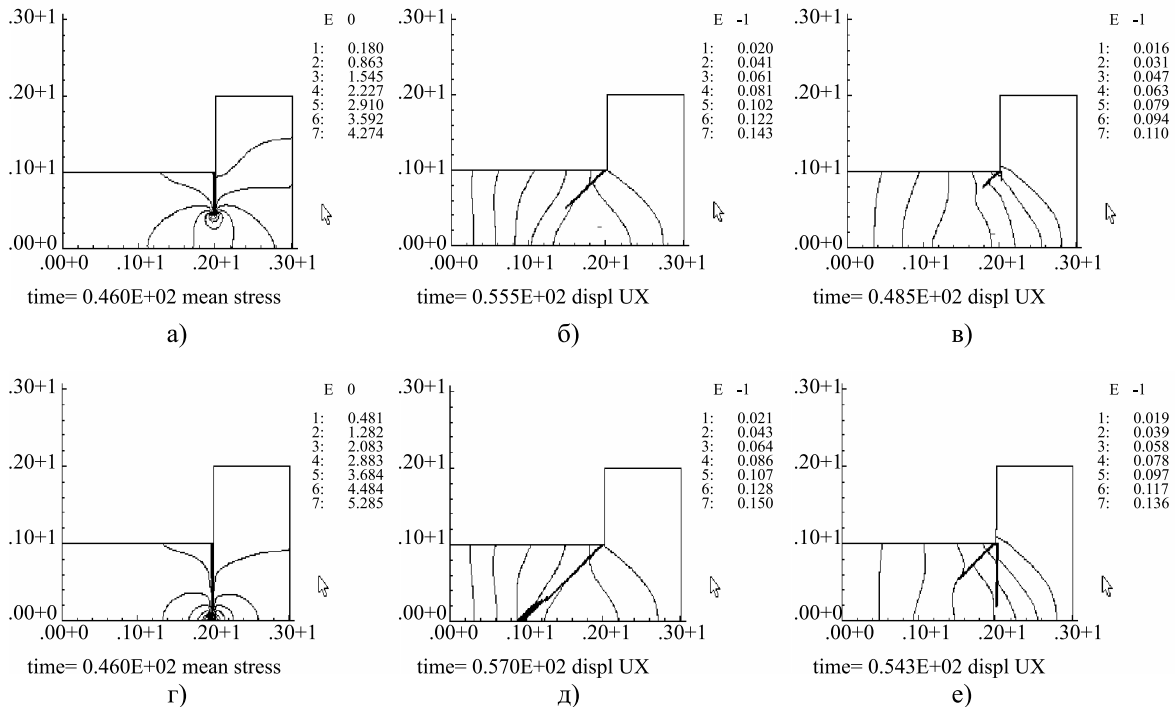 .30+1
.20+1
.10+1
.00+0
.00+0 .10+1 .20+1 .30+1
E 0
1: 0.180
2: 0.863
3: 1.545
4: 2.227
5: 2.910
6: 3.592
7: 4.274
time= 0.460E+02 mean stress
а)
.30+1
.20+1
.10+1
.00+0
.00+0 .10+1 .20+1 .30+1
E -1
1: 0.020
2: 0.041
3: 0.061
4: 0.081
5: 0.102
6: 0.122
7: 0.143
time= 0.555E+02 displ UX
б)
.30+1
.20+1
.10+1
.00+0
.00+0 .10+1 .20+1 .30+1
E -1
1: 0.016
2: 0.031
3: 0.047
4: 0.063
5: 0.079
6: 0.094
7: 0.110
time= 0.485E+02 displ UX
в)
.30+1
.20+1
.10+1
.00+0
.00+0 .10+1 .20+1 .30+1
E 0
1: 0.481
2: 1.282
3: 2.083
4: 2.883
5: 3.684
6: 4.484
7: 5.285
time= 0.460E+02 mean stress
г)
.30+1
.20+1
.10+1
.00+0
.00+0 .10+1 .20+1 .30+1
E -1
1: 0.021
2: 0.043
3: 0.064
4: 0.086
5: 0.107
6: 0.128
7: 0.150
time= 0.570E+02 displ UX
д)
.30+1
.20+1
.10+1
.00+0
.00+0 .10+1 .20+1 .30+1
E -1
1: 0.019
2: 0.039
3: 0.058
4: 0.078
5: 0.097
6: 0.117
7: 0.136
time= 0.543E+02 displ UX
е)